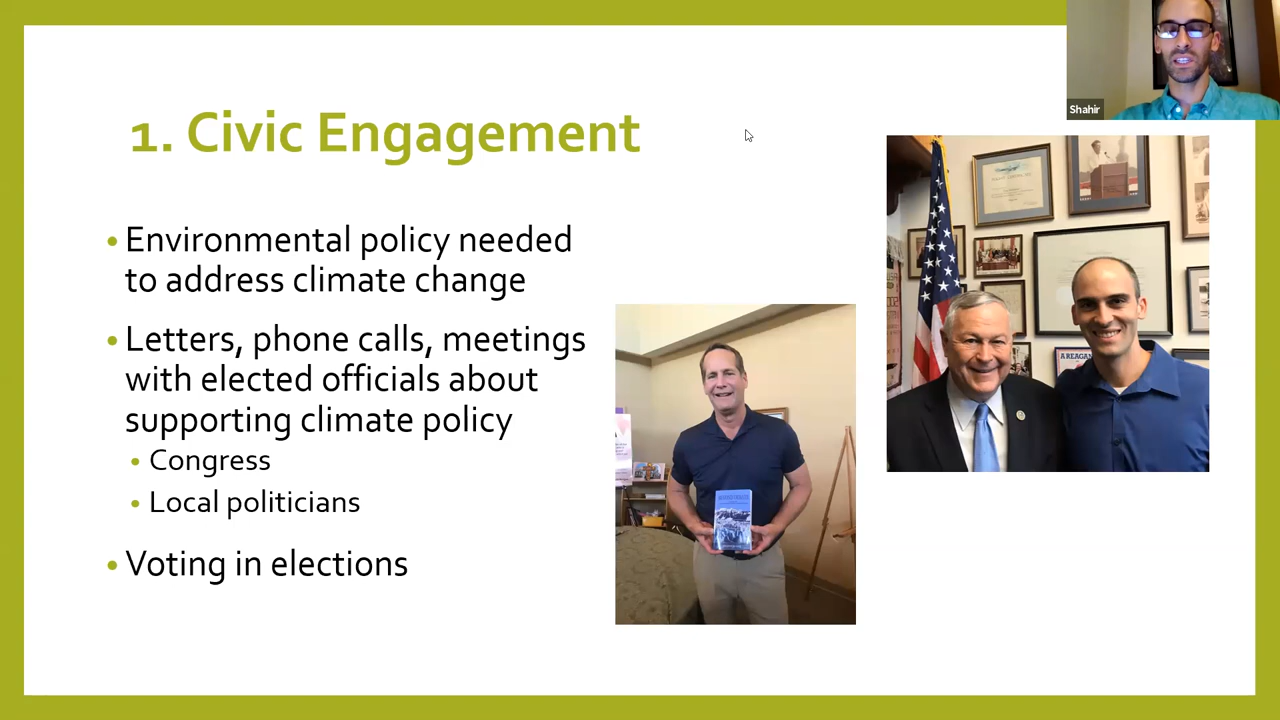 Shahir
1. Civic Engagement
• Environmental policy needed
to address climate change
• Letters, phone calls, meetings
with elected officials about
supporting climate policy
• Congress
• Local politicians
• Voting in elections
A REAGAN